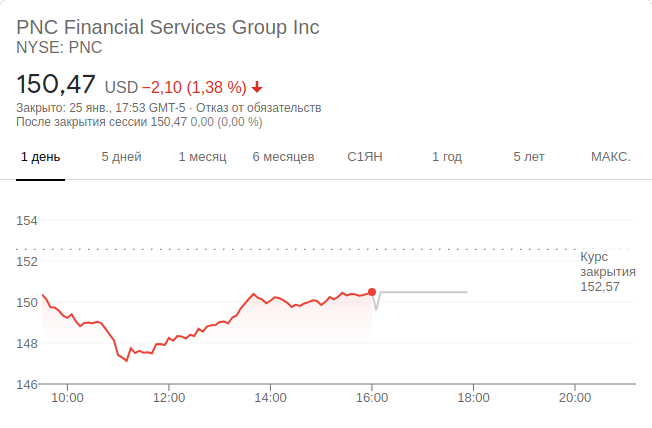 PNC Financial Services Group Inc
NYSE: PNC
150,47 USD −2,10 (1,38 %)
Закрыто: 25 янв., 17:53 GMT-5 · Отказ от обязательств
После закрытия сессии 150,47 0,00 (0,00 %)
1 день 5 дней 1 месяц 6 месяцев С1ЯН 1 год 5 лет МАКС.
154
152
150
148
146
Курс
закрытия
152,57
10:00 12:00 14:00 16:00 18:00 20:00